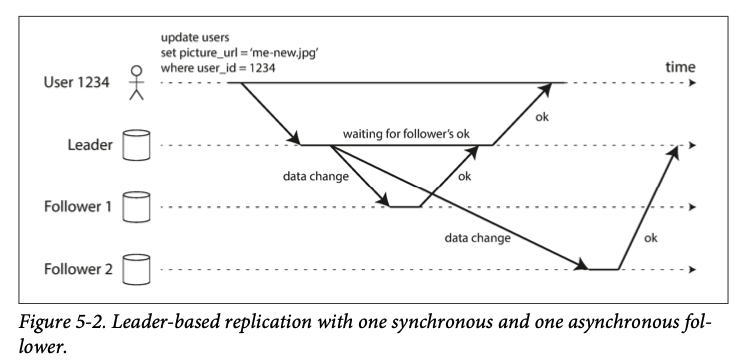 update users
set picture_url = 'me-new.jpg'
where user_id = 1234
User 1234
time
ok
Leader
waiting for follower's ok
data change
ok
Follower 1
data change
ok
Follower 2
Figure 5-2. Leader-based replication with one synchronous and one asynchronous fol-
lower.